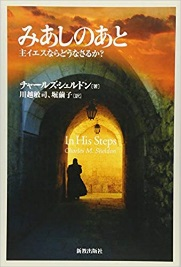 みあしのあと
主イエスならどうなさるか？
チャールズ・シェルドン［著］
川越敏司、堀繭子［訳］
In His Steps
Charles M. Sheldon
新教出版社